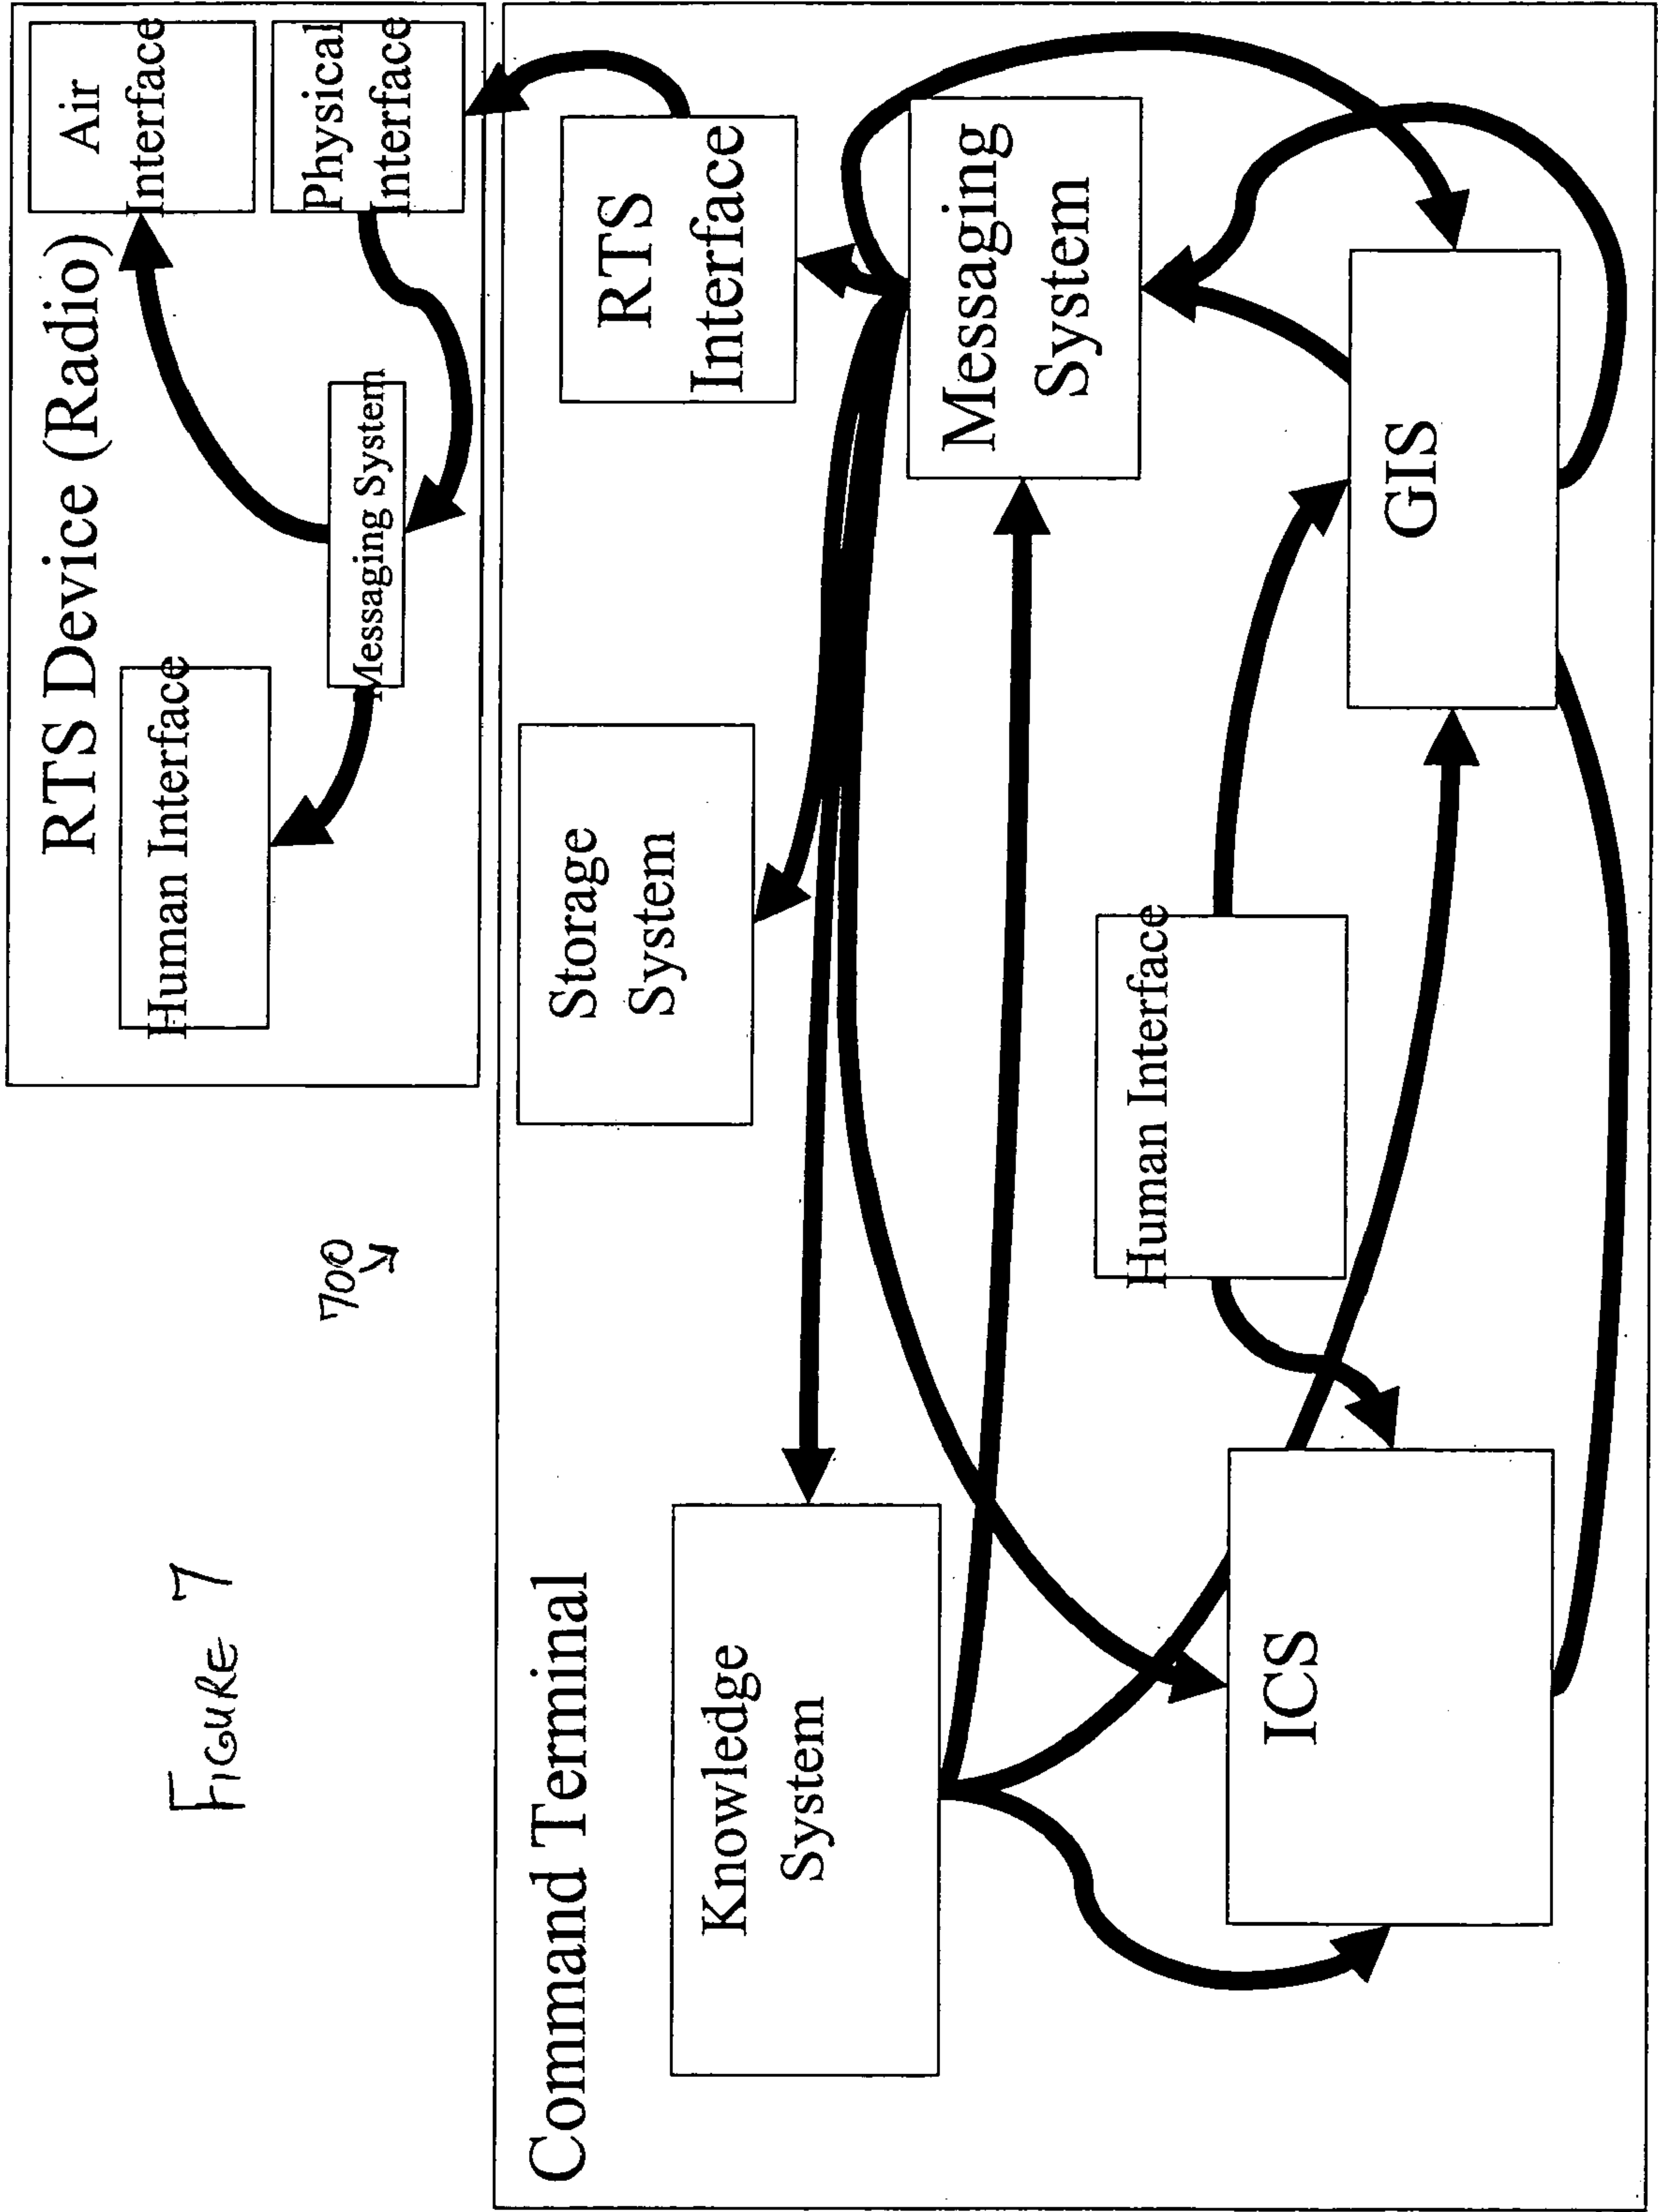 FIGURE 7
700
RTS Device (Radio)
Human Interface
Messaging System
Air
Interface
Physical
Interface
Command Terminal
Knowledge
System
Storage
System
RTS
Interface
Messaging
System
Human Interface
ICS
GIS